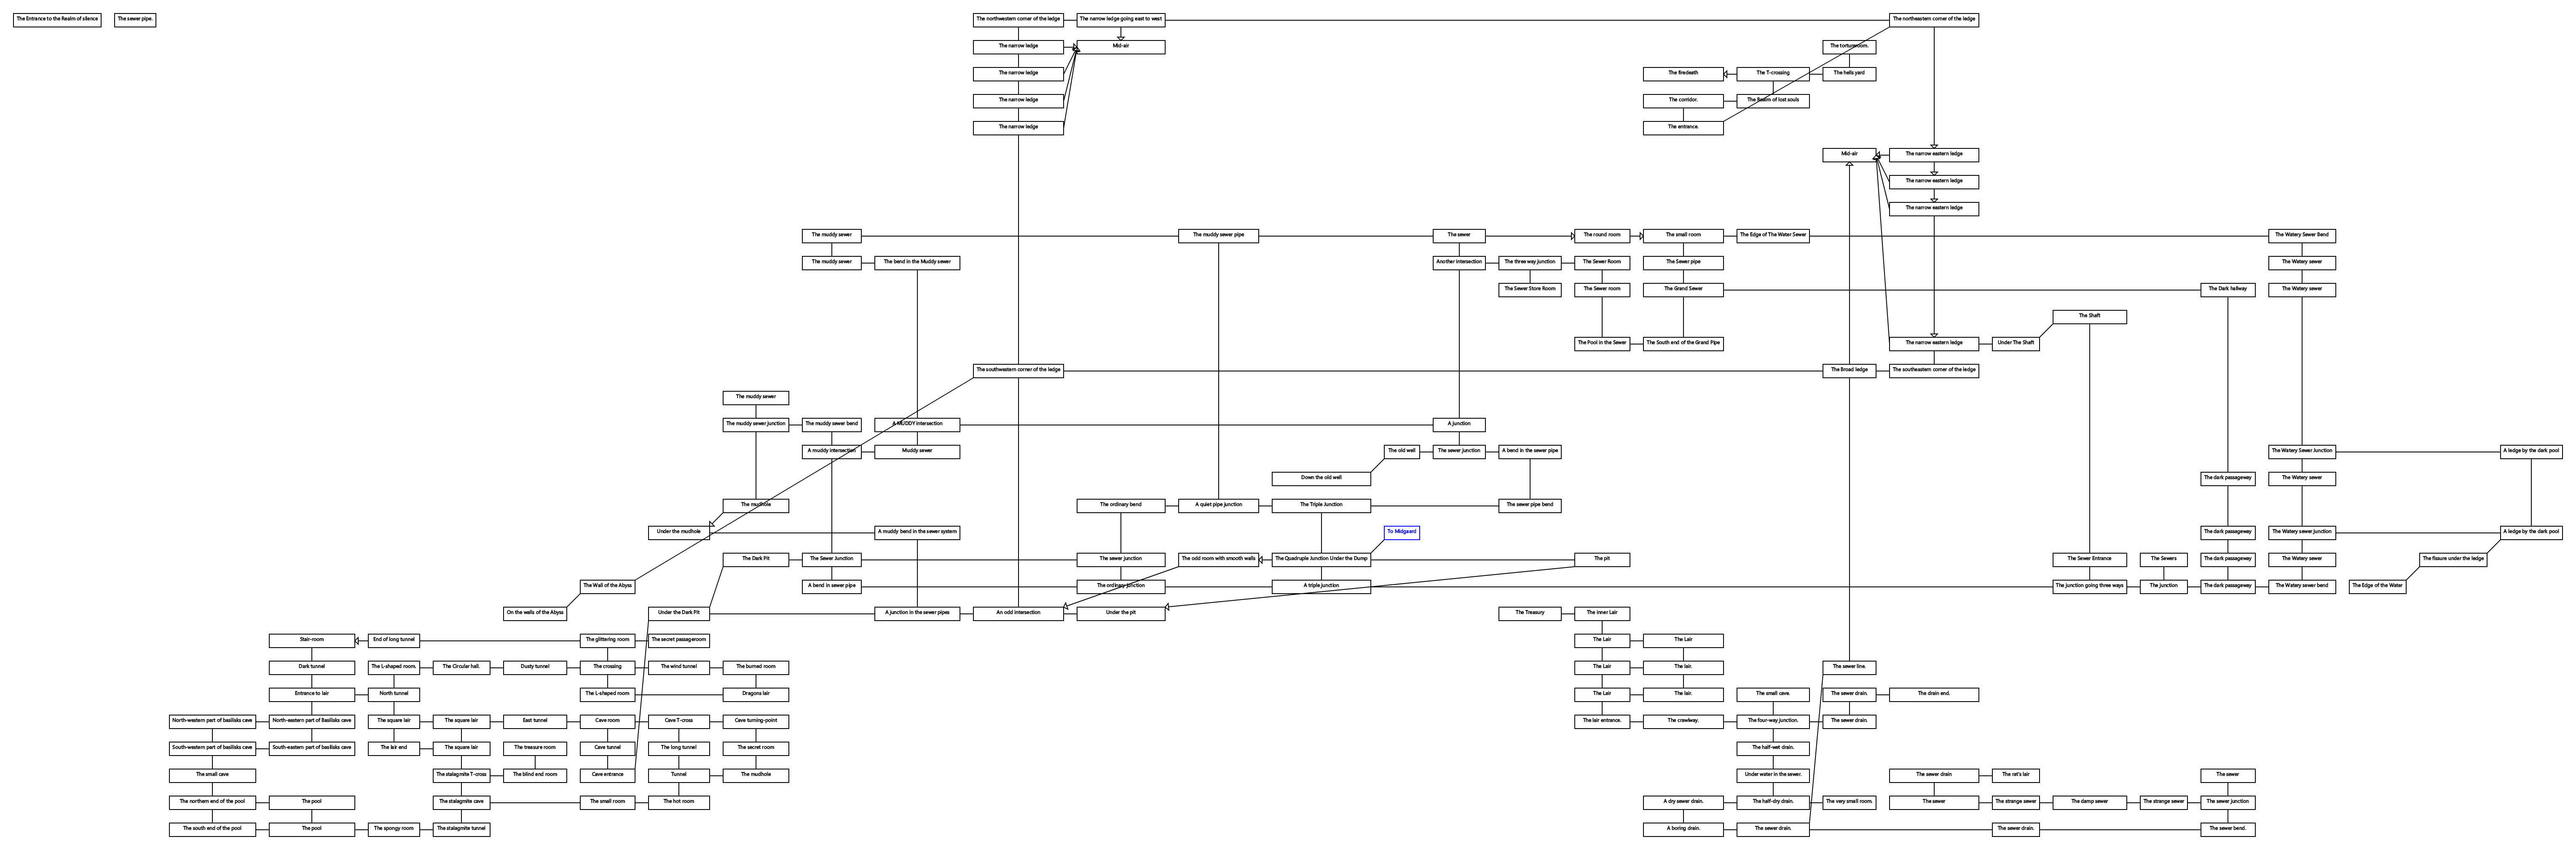 The Entrance to the Realm of silence
The sewer pipe.
The northwestern corner of the ledge
The narrow ledge going east to west
The northeastern corner of the ledge
The narrow ledge
Mid-air
The tortureroom.
The narrow ledge
The firedeath
The T-crossing
The hells yard
The narrow ledge
The corridor.
The Realm of lost souls
The narrow ledge
The entrance.
Mid-air
The narrow eastern ledge
The narrow eastern ledge
The narrow eastern ledge
The muddy sewer
The muddy sewer pipe
The sewer
The round room
The small room
The Edge of The Water Sewer
The Watery Sewer Bend
The muddy sewer
The bend in the Muddy sewer
Another intersection
The three way junction
The Sewer Room
The Sewer pipe
The Watery sewer
The Sewer Store Room
The Sewer room
The Grand Sewer
The Dark hallway
The Watery sewer
The Shaft
The Pool in the Sewer
The South end of the Grand Pipe
The narrow eastern ledge
Under The Shaft
The southwestern corner of the ledge
The Broad ledge
The southeastern corner of the ledge
The muddy sewer
The muddy sewer junction
The muddy sewer bend
A MUDDY intersection
A junction
A muddy intersection
Muddy sewer
The old well
The sewer junction
A bend in the sewer pipe
The Watery Sewer Junction
A ledge by the dark pool
Down the old well
The dark passageway
The Watery sewer
The mudhole
The ordinary bend
A quiet pipe junction
The Triple Junction
The sewer pipe bend
Under the mudhole
A muddy bend in the sewer system
To Midgaard
The dark passageway
The Watery sewer junction
A ledge by the dark pool
The Dark Pit
The Sewer Junction
The sewer junction
The odd room with smooth walls
The Quadruple Junction Under the Dump
The pit
The Sewer Entrance
The Sewers
The dark passageway
The Watery sewer
The fissure under the ledge
The Wall of the Abyss
A bend in sewer pipe
The ordinary junction
A triple junction
The junction going three ways
The junction
The dark passageway
The Watery sewer bend
The Edge of the Water
On the walls of the Abyss
Under the Dark Pit
A junction in the sewer pipes
An odd intersection
Under the pit
The Treasury
The inner Lair
Stair-room
End of long tunnel
The glittering room
The secret passageroom
The Lair
The Lair
Dark tunnel
The L-shaped room.
The Circular hall.
Dusty tunnel
The crossing
The wind tunnel
The burned room
The Lair
The lair.
The sewer line.
Entrance to lair
North tunnel
The L-shaped room
Dragons lair
The Lair
The lair.
The small cave.
The sewer drain.
The drain end.
North-western part of basilisks cave
North-eastern part of Basilisks cave
The square lair
The square lair
East tunnel
Cave room
Cave T-cross
Cave turning-point
The lair entrance.
The crawlway.
The four-way junction.
The sewer drain.
South-western part of basilisks cave
South-eastern part of basilisks cave
The lair end
The square lair
The treasure room
Cave tunnel
The long tunnel
The secret room
The half-wet drain.
The small cave
The stalagmite T-cross
The blind end room
Cave entrance
Tunnel
The mudhole
Under water in the sewer.
The sewer drain
The rat's lair
The sewer
The northern end of the pool
The pool
The stalagmite cave
The small room
The hot room
A dry sewer drain.
The half-dry drain.
The very small room.
The sewer
The strange sewer
The damp sewer
The strange sewer
The sewer junction
The south end of the pool
The pool
The spongy room
The stalagmite tunnel
A boring drain.
The sewer drain.
The sewer drain.
The sewer bend.